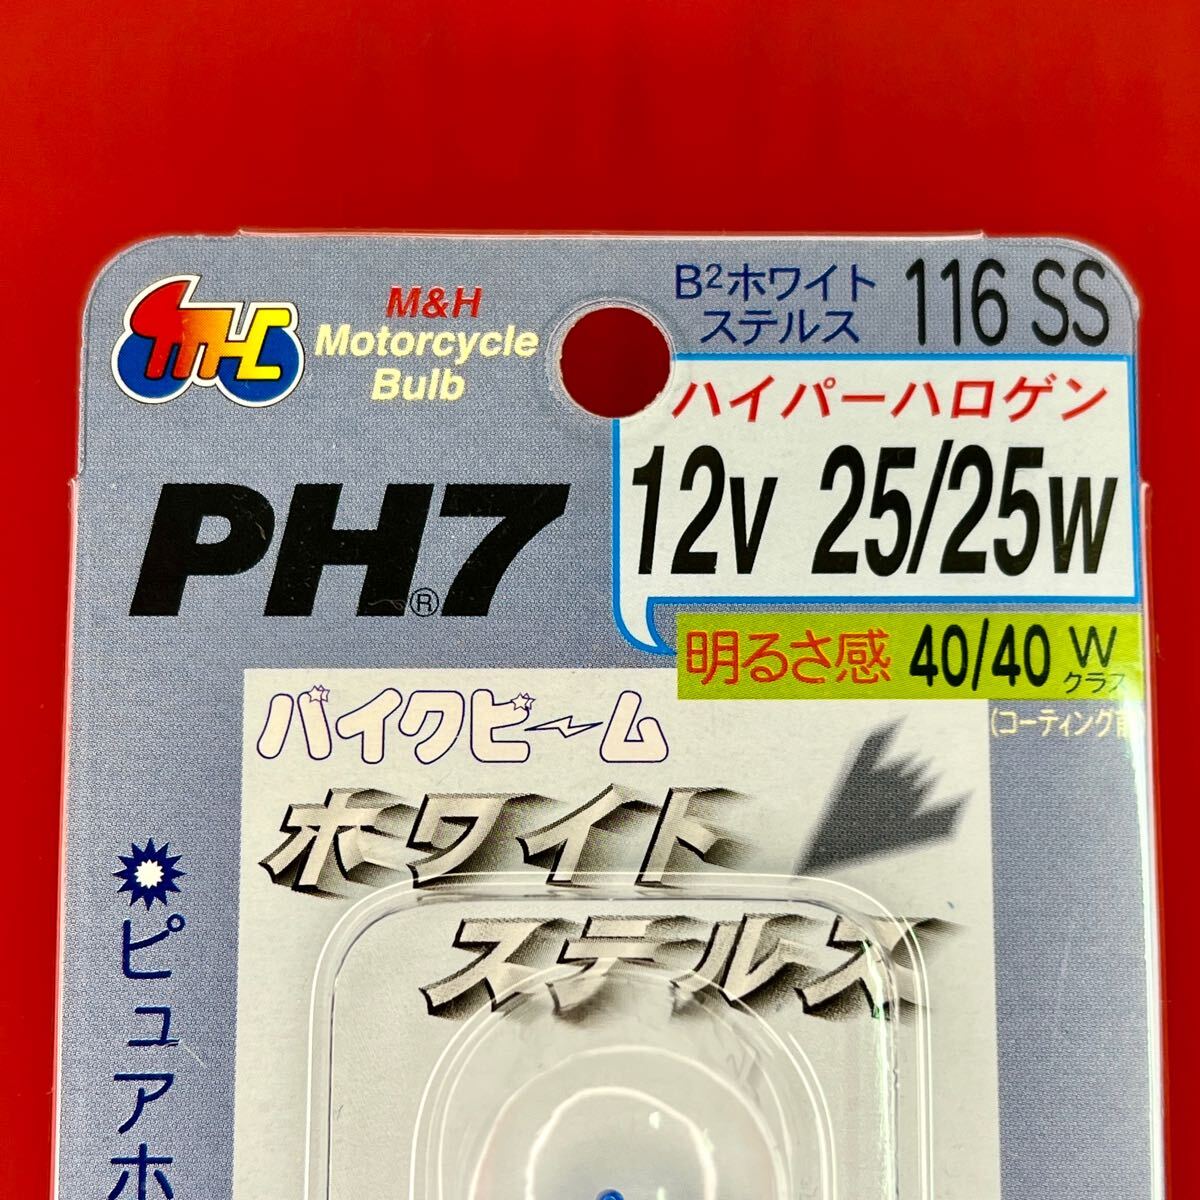 M&H
Motorcycle
Bulb
B2ホワイト
ステルス
116 SS
ハイパーハロゲン
12V 25/25W
PH7®
明るさ感 40/40 W
クラス
(コーティング前
バイクビーム
ホワイト
ステルス
ピュアホ